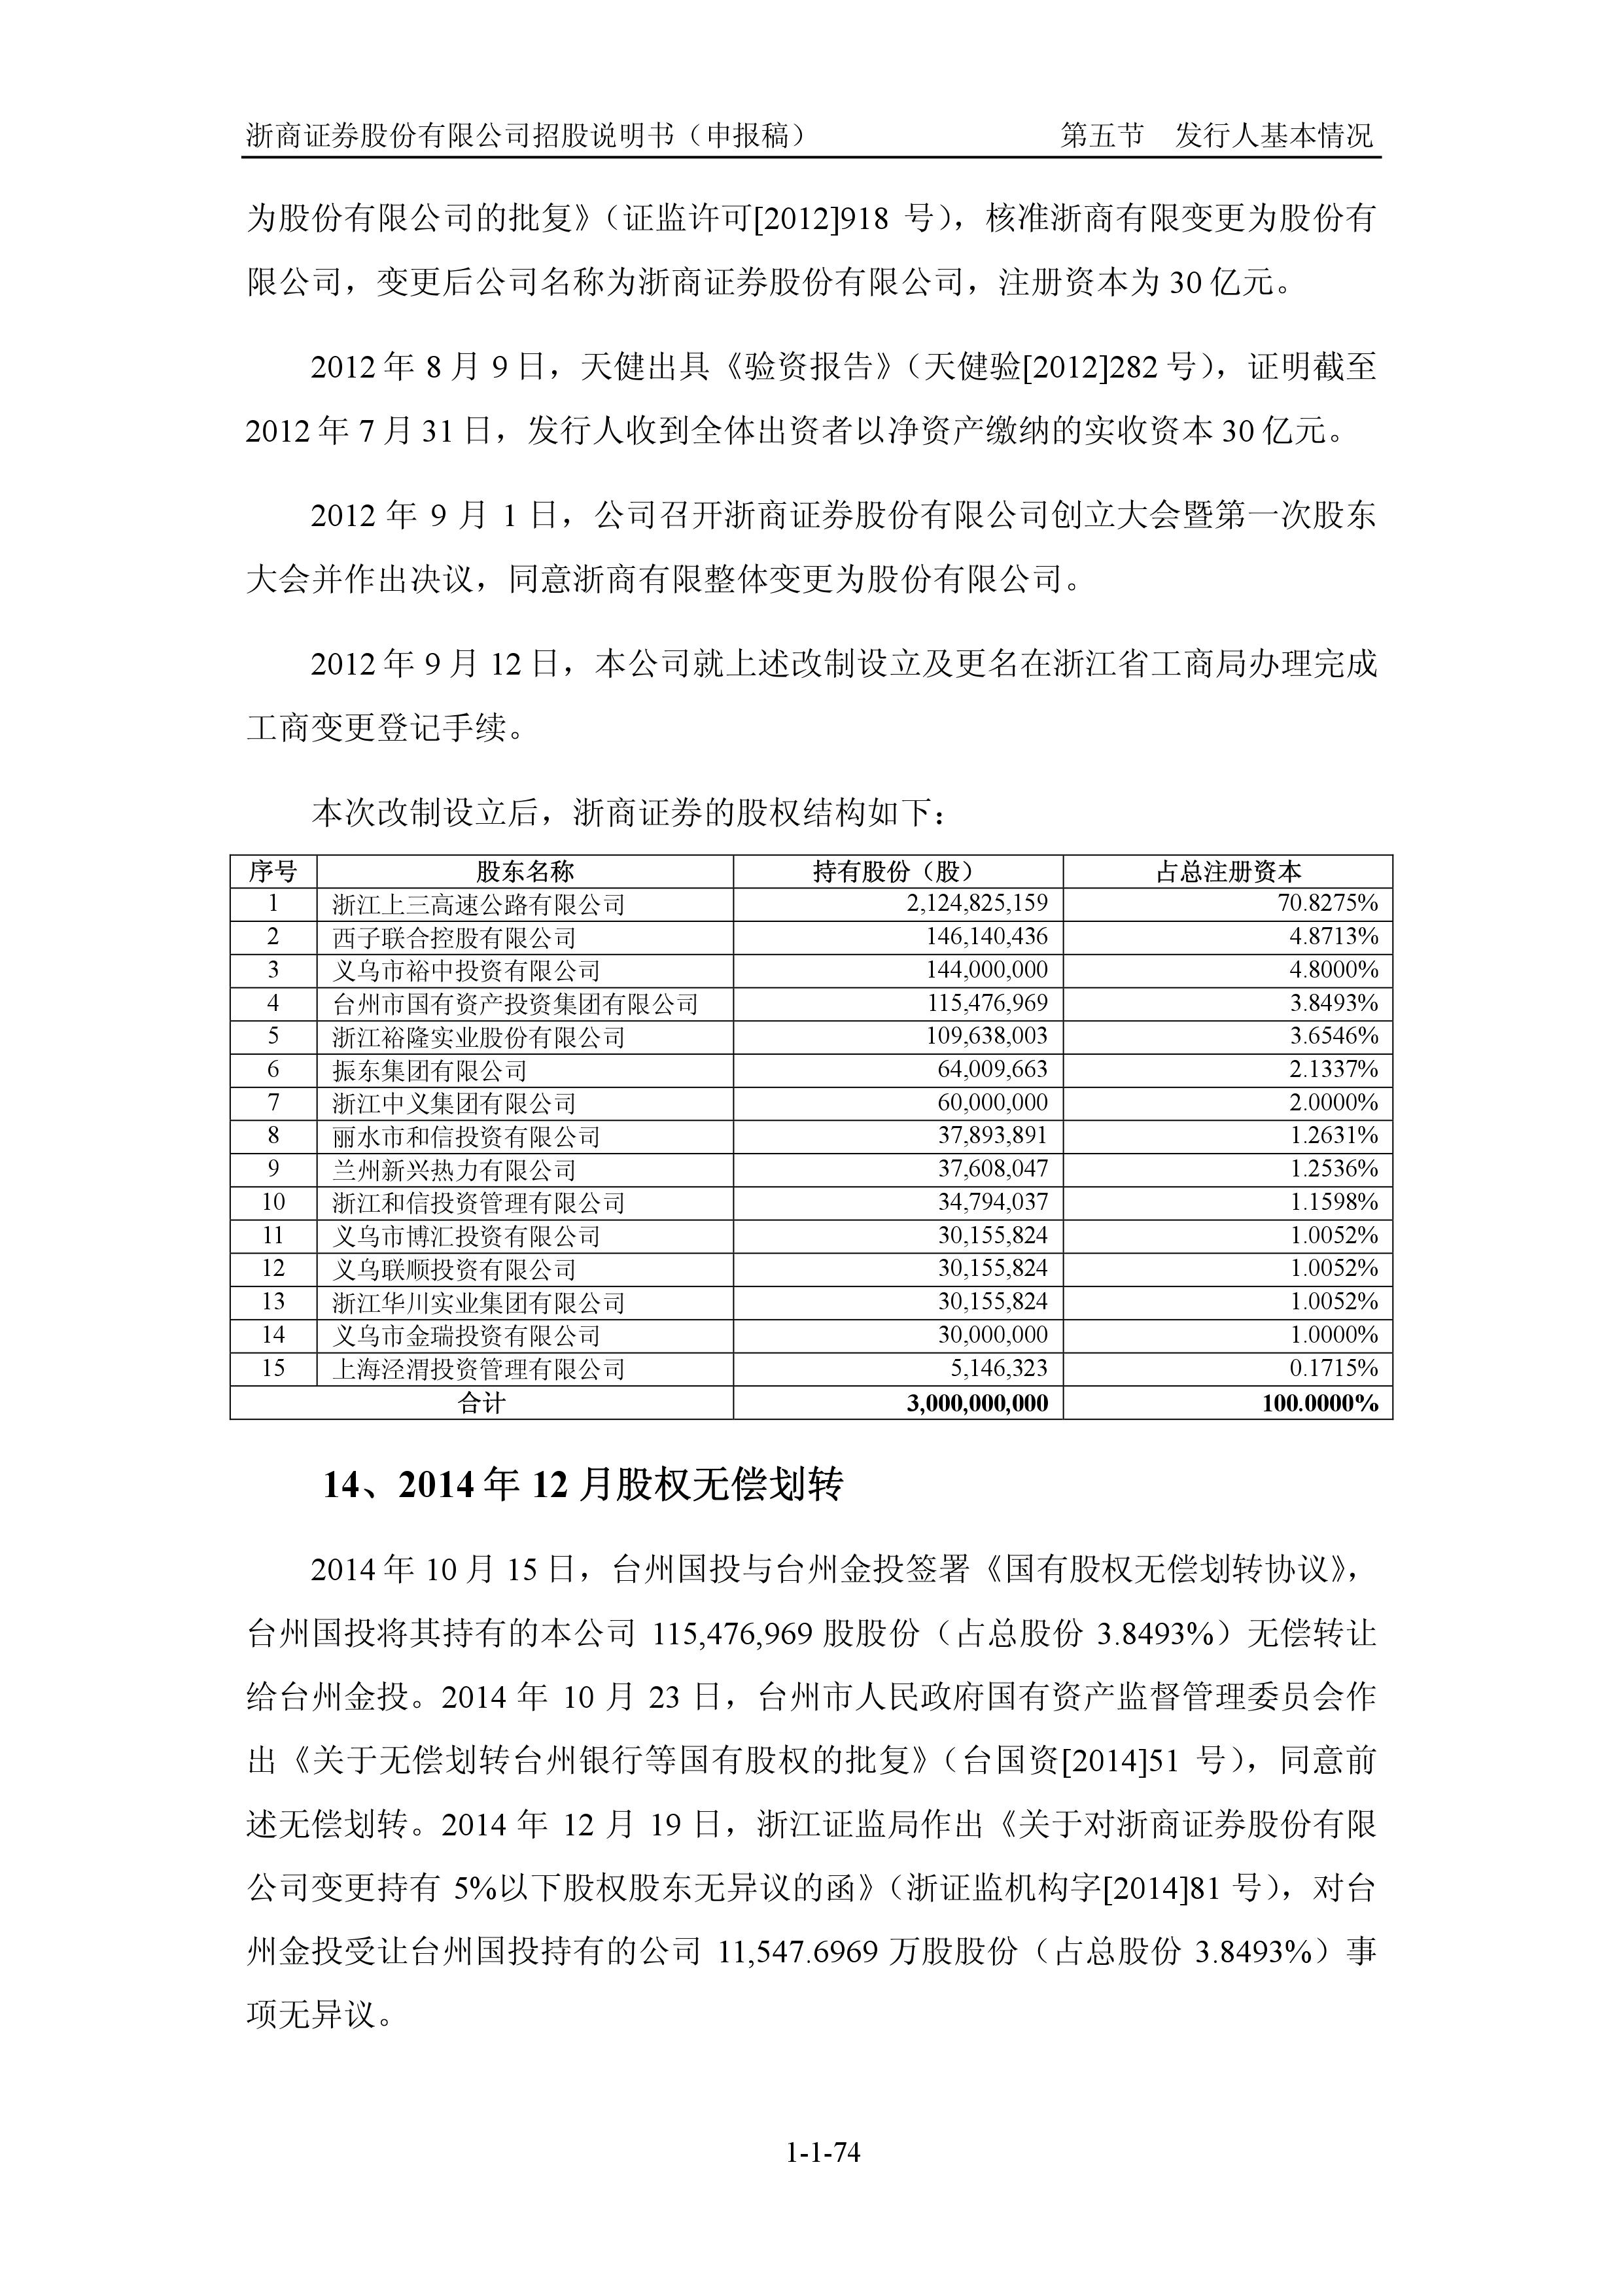 浙商证券股份有限公司招股说明书（申报稿） 第五节 发行人基本情况
为股份有限公司的批复》（证监许可[2012]918 号），核准浙商有限变更为股份有
限公司，变更后公司名称为浙商证券股份有限公司，注册资本为 30 亿元。
2012 年 8 月 9 日，天健出具《验资报告》（天健验[2012]282 号），证明截至
2012 年 7 月 31 日，发行人收到全体出资者以净资产缴纳的实收资本 30 亿元。
2012 年 9 月 1 日，公司召开浙商证券股份有限公司创立大会暨第一次股东
大会并作出决议，同意浙商有限整体变更为股份有限公司。
2012 年 9 月 12 日，本公司就上述改制设立及更名在浙江省工商局办理完成
工商变更登记手续。
本次改制设立后，浙商证券的股权结构如下：
序号 股东名称 持有股份（股） 占总注册资本
1 浙江上三高速公路有限公司 2,124,825,159 70.8275%
2 西子联合控股有限公司 146,140,436 4.8713%
3 义乌市裕中投资有限公司 144,000,000 4.8000%
4 台州市国有资产投资集团有限公司 115,476,969 3.8493%
5 浙江裕隆实业股份有限公司 109,638,003 3.6546%
6 振东集团有限公司 64,009,663 2.1337%
7 浙江中义集团有限公司 60,000,000 2.0000%
8 丽水市和信投资有限公司 37,893,891 1.2631%
9 兰州新兴热力有限公司 37,608,047 1.2536%
10 浙江和信投资管理有限公司 34,794,037 1.1598%
11 义乌市博汇投资有限公司 30,155,824 1.0052%
12 义乌联顺投资有限公司 30,155,824 1.0052%
13 浙江华川实业集团有限公司 30,155,824 1.0052%
14 义乌市金瑞投资有限公司 30,000,000 1.0000%
15 上海泾渭投资管理有限公司 5,146,323 0.1715%
合计 3,000,000,000 100.0000%
14、2014 年 12 月股权无偿划转
2014 年 10 月 15 日，台州国投与台州金投签署《国有股权无偿划转协议》，
台州国投将其持有的本公司 115,476,969 股股份（占总股份 3.8493%）无偿转让
给台州金投。2014 年 10 月 23 日，台州市人民政府国有资产监督管理委员会作
出《关于无偿划转台州银行等国有股权的批复》（台国资[2014]51 号），同意前
述无偿划转。2014 年 12 月 19 日，浙江证监局作出《关于对浙商证券股份有限
公司变更持有 5%以下股权股东无异议的函》（浙证监机构字[2014]81 号），对台
州金投受让台州国投持有的公司 11,547.6969 万股股份（占总股份 3.8493%）事
项无异议。
1-1-74